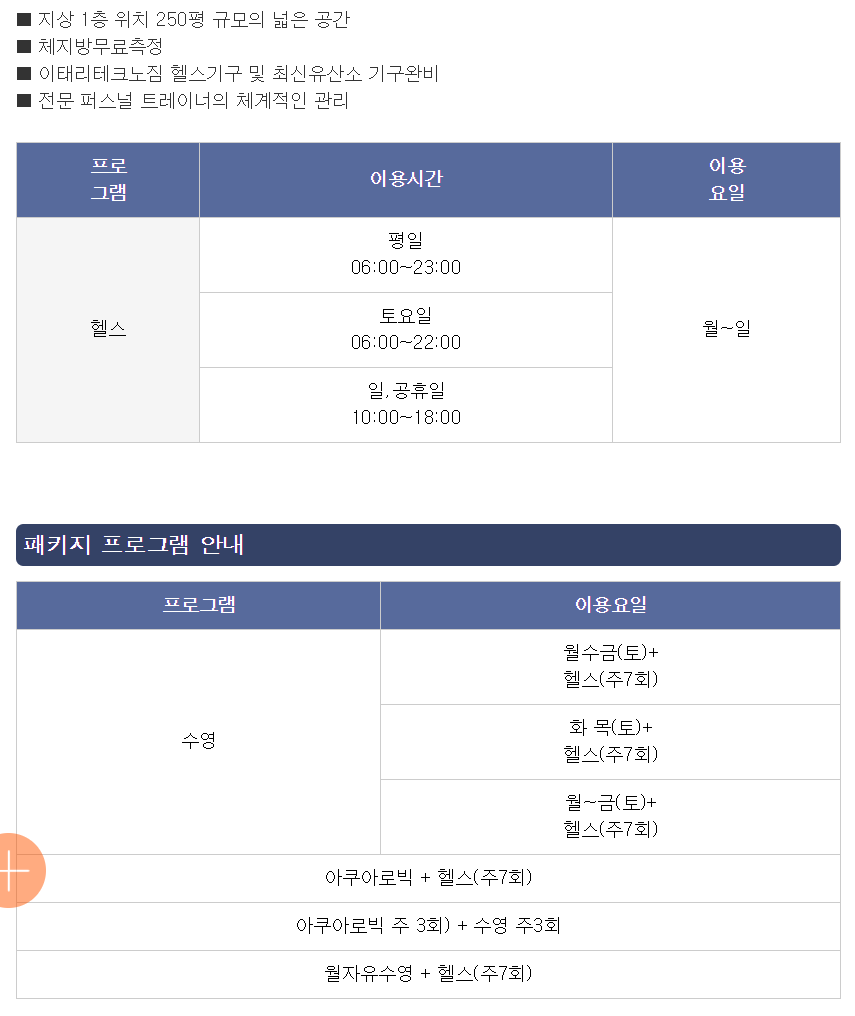 ■ 지상 1층 위치 250평 규모의 넓은 공간
■ 체지방무료측정
■ 이태리테크노짐 헬스기구 및 최신유산소 기구완비
■ 전문 퍼스널 트레이너의 체계적인 관리
프로
그램
이용시간
이용
요일
헬스
평일
06:00~23:00
토요일
06:00~22:00
일, 공휴일
10:00~18:00
월~일
패키지 프로그램 안내
프로그램
이용요일
수영
월수금(토)+
헬스(주7회)
화 목(토)+
헬스(주7회)
월~금(토)+
헬스(주7회)
아쿠아로빅 + 헬스(주7회)
아쿠아로빅 주 3회) + 수영 주3회
월자유수영 + 헬스(주7회)